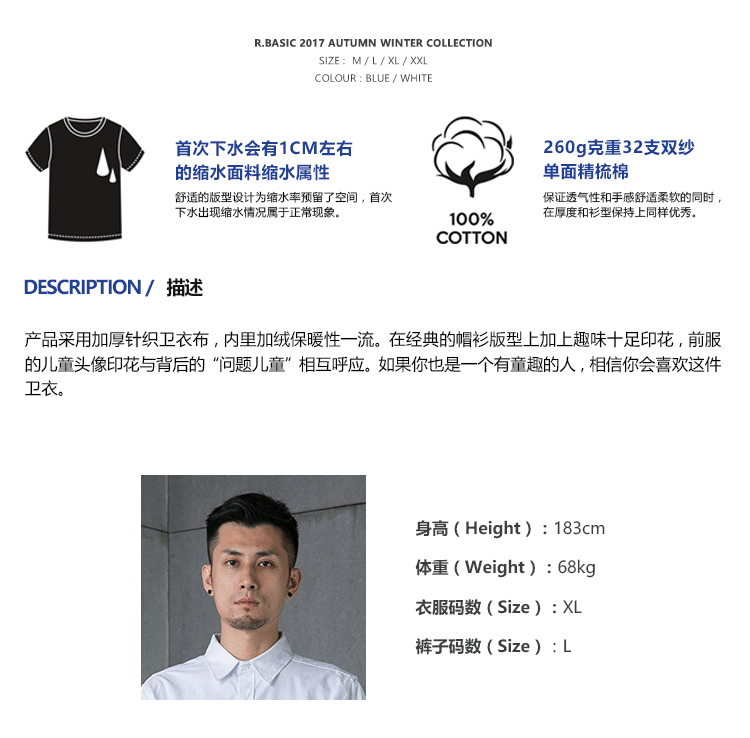 R.BASIC 2017 AUTUMN WINTER COLLECTION
SIZE : M / L / XL / XXL
COLOUR : BLUE / WHITE
首次下水会有1CM左右
的缩水面料缩水属性
舒适的版型设计为缩水率预留了空间，首次
下水出现缩水情况属于正常现象。
100%
COTTON
260g克重32支双纱
单面精梳棉
保证透气性和手感舒适柔软的同时，
在厚度和衫型保持上同样优秀。
DESCRIPTION / 描述
产品采用加厚针织卫衣布，内里加绒保暖性一流。在经典的帽衫版型上加上趣味十足印花，前服
的儿童头像印花与背后的“问题儿童”相互呼应。如果你也是一个有童趣的人，相信你会喜欢这件
卫衣。
身高（Height）：183cm
体重（Weight）：68kg
衣服码数（Size）：XL
裤子码数（Size）：L